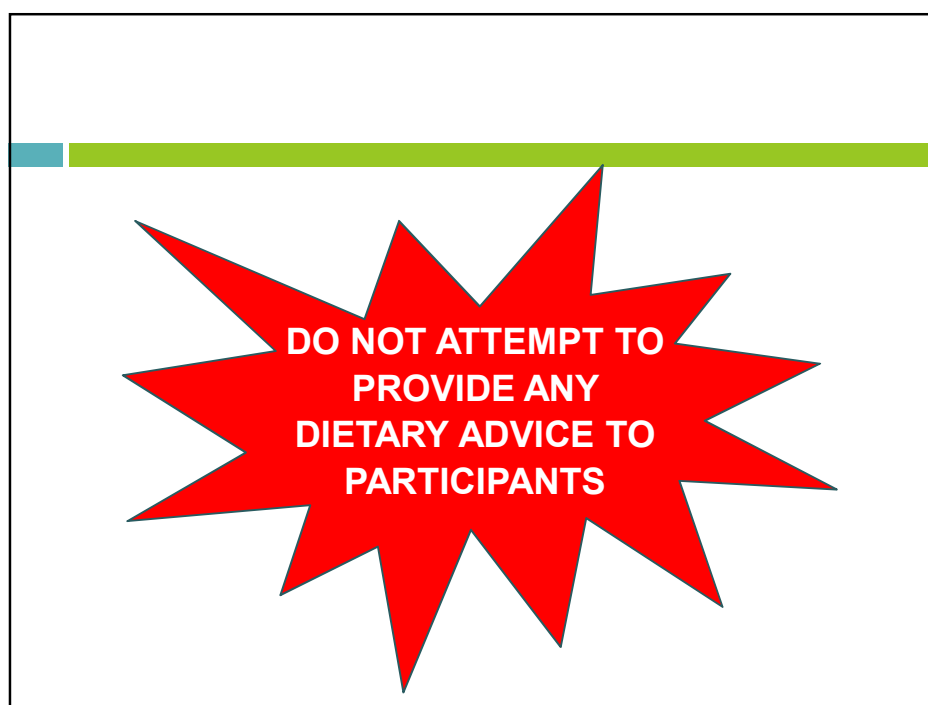 DO NOT ATTEMPT TO
PROVIDE ANY
DIETARY ADVICE TO
PARTICIPANTS